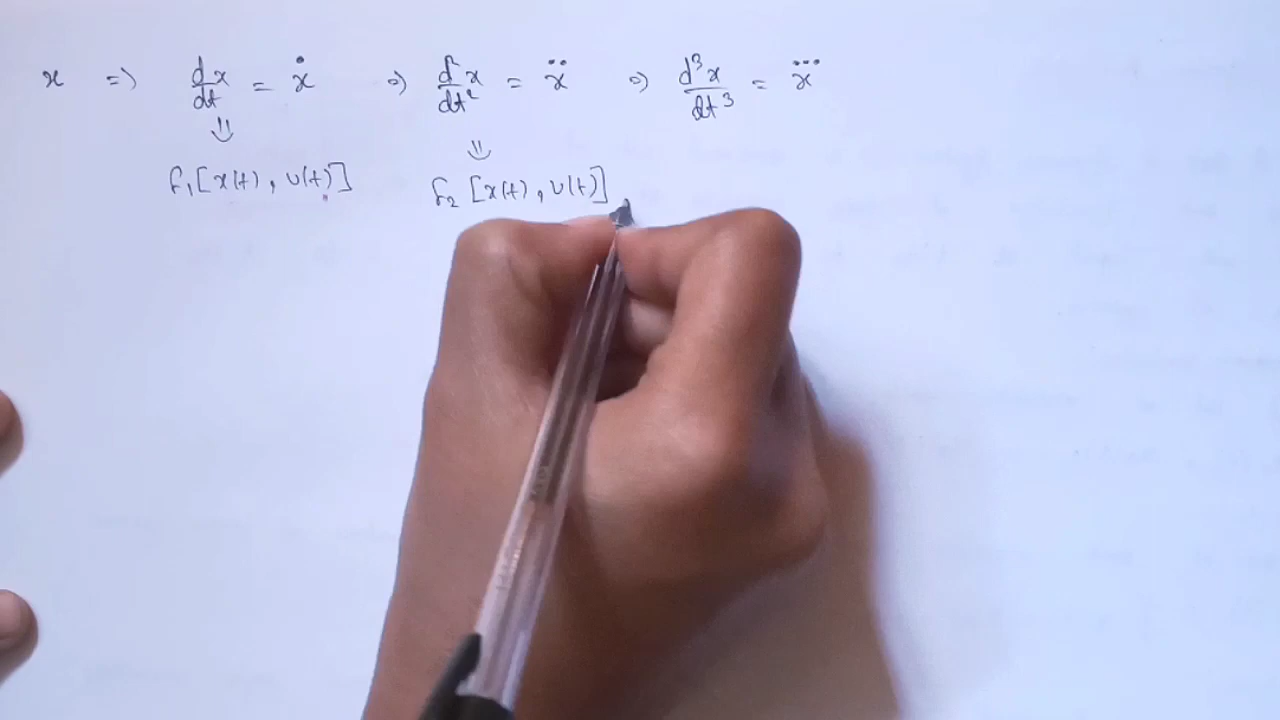 x ⇒ dx/dt = ẋ ⇒ d²x/dt² = ẍ ⇒ d³x/dt³ = x⃛
⇓ ⇓
f₁[x(t), u(t)] f₂[x(t), u(t)]